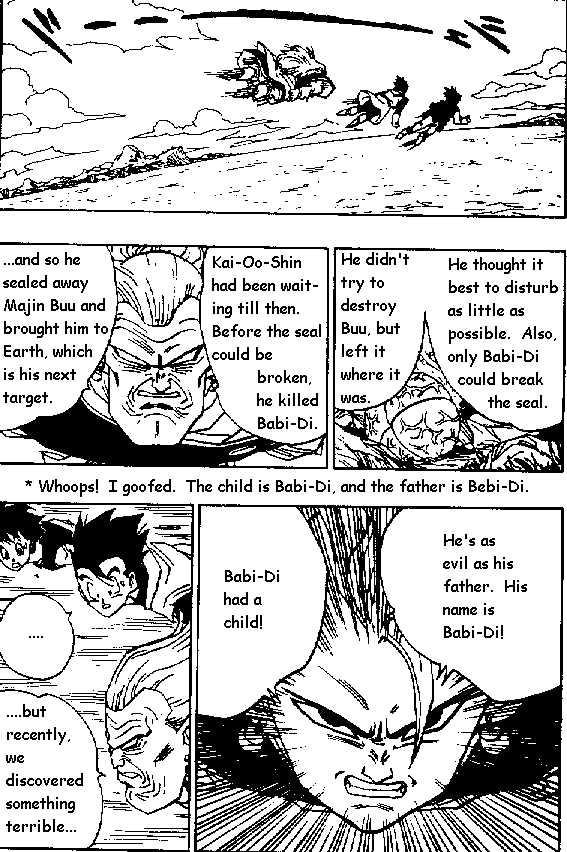 ...and so he
sealed away
Majin Buu and
brought him to
Earth, which
is his next
target.
Kai-Oo-Shin
had been wait-
ing till then.
Before the seal
could be
broken,
he killed
Babi-Di.
He didn't
try to
destroy
Buu, but
left it
where it
was.
He thought it
best to disturb
as little as
possible. Also,
only Babi-Di
could break
the seal.
* Whoops! I goofed. The child is Babi-Di, and the father is Bebi-Di.
....
....but
recently,
we
discovered
something
terrible...
Babi-Di
had a
child!
He's as
evil as his
father. His
name is
Babi-Di!